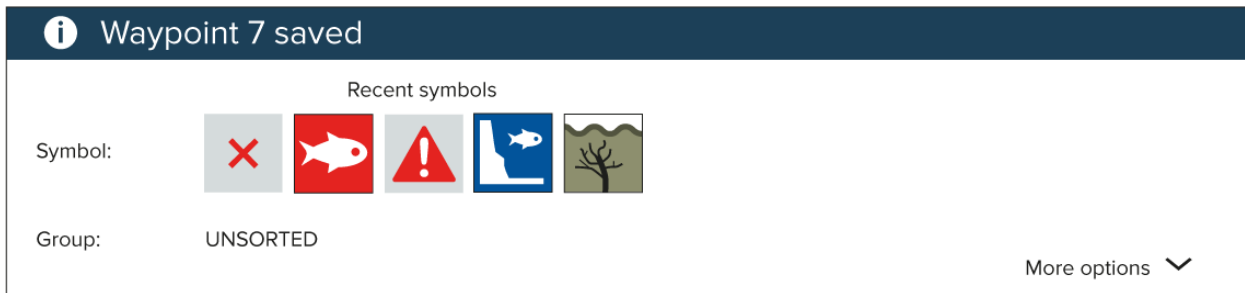 Waypoint 7 saved
Recent symbols
Symbol:
Group: UNSORTED
More options